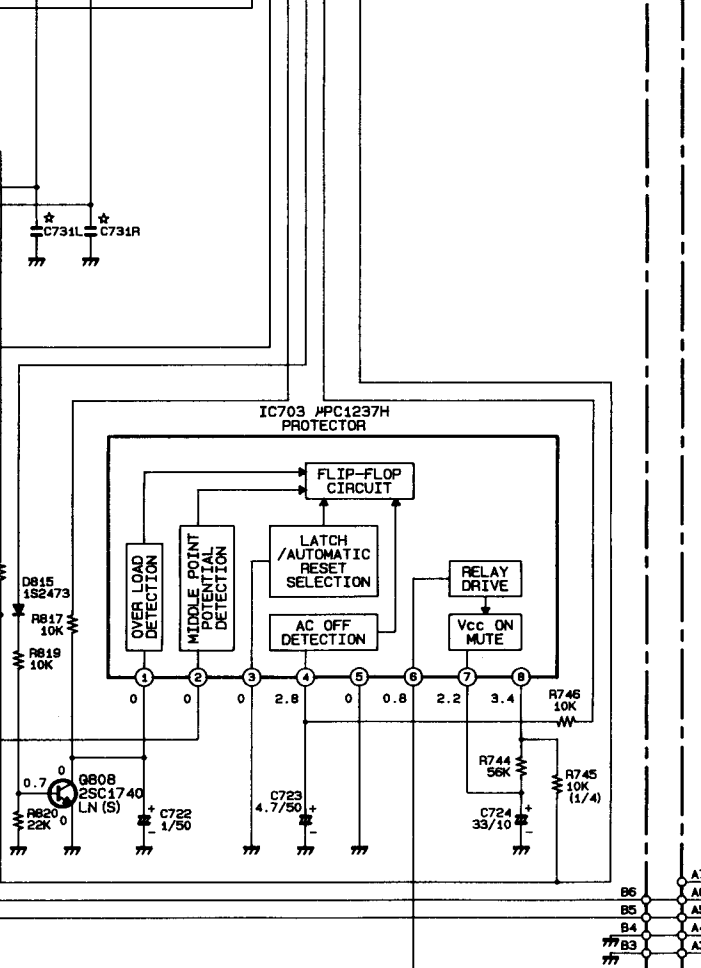 ☆
C731L
☆
C731R
IC703 μPC1237H
PROTECTOR
FLIP-FLOP
CIRCUIT
OVER LOAD
DETECTION
MIDDLE POINT
POTENTIAL
DETECTION
LATCH
/AUTOMATIC
RESET
SELECTION
AC OFF
DETECTION
RELAY
DRIVE
Vcc ON
MUTE
D815
1S2473
R817
10K
R819
10K
1 2 3 4 5 6 7 8
0 0 0 2.8 0 0.8 2.2 3.4
R746
10K
R744
56K
R745
10K
(1/4)
0
0.7
Q808
2SC1740
LN(S)
0
R820
22K
+
C722
1/50
-
C723
4.7/50
+
-
C724
33/10
+
-
B6
B5 A5
B4
B3